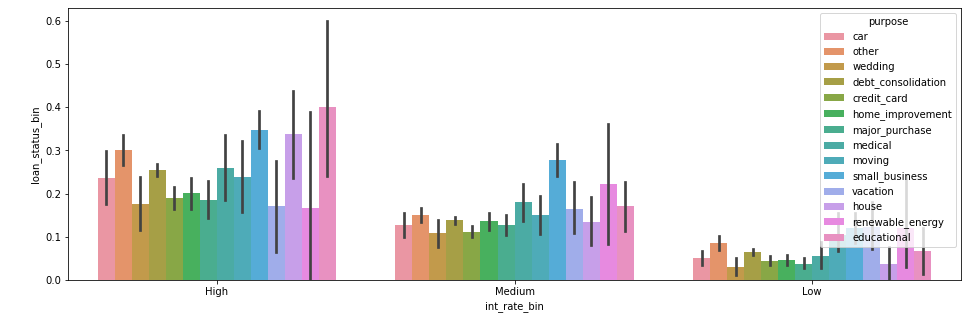 0.6
0.5
0.4
0.3
0.2
0.1
0.0
loan_status_bin
High
Medium
Low
int_rate_bin
purpose
car
other
wedding
debt_consolidation
credit_card
home_improvement
major_purchase
medical
moving
small_business
vacation
house
renewable_energy
educational